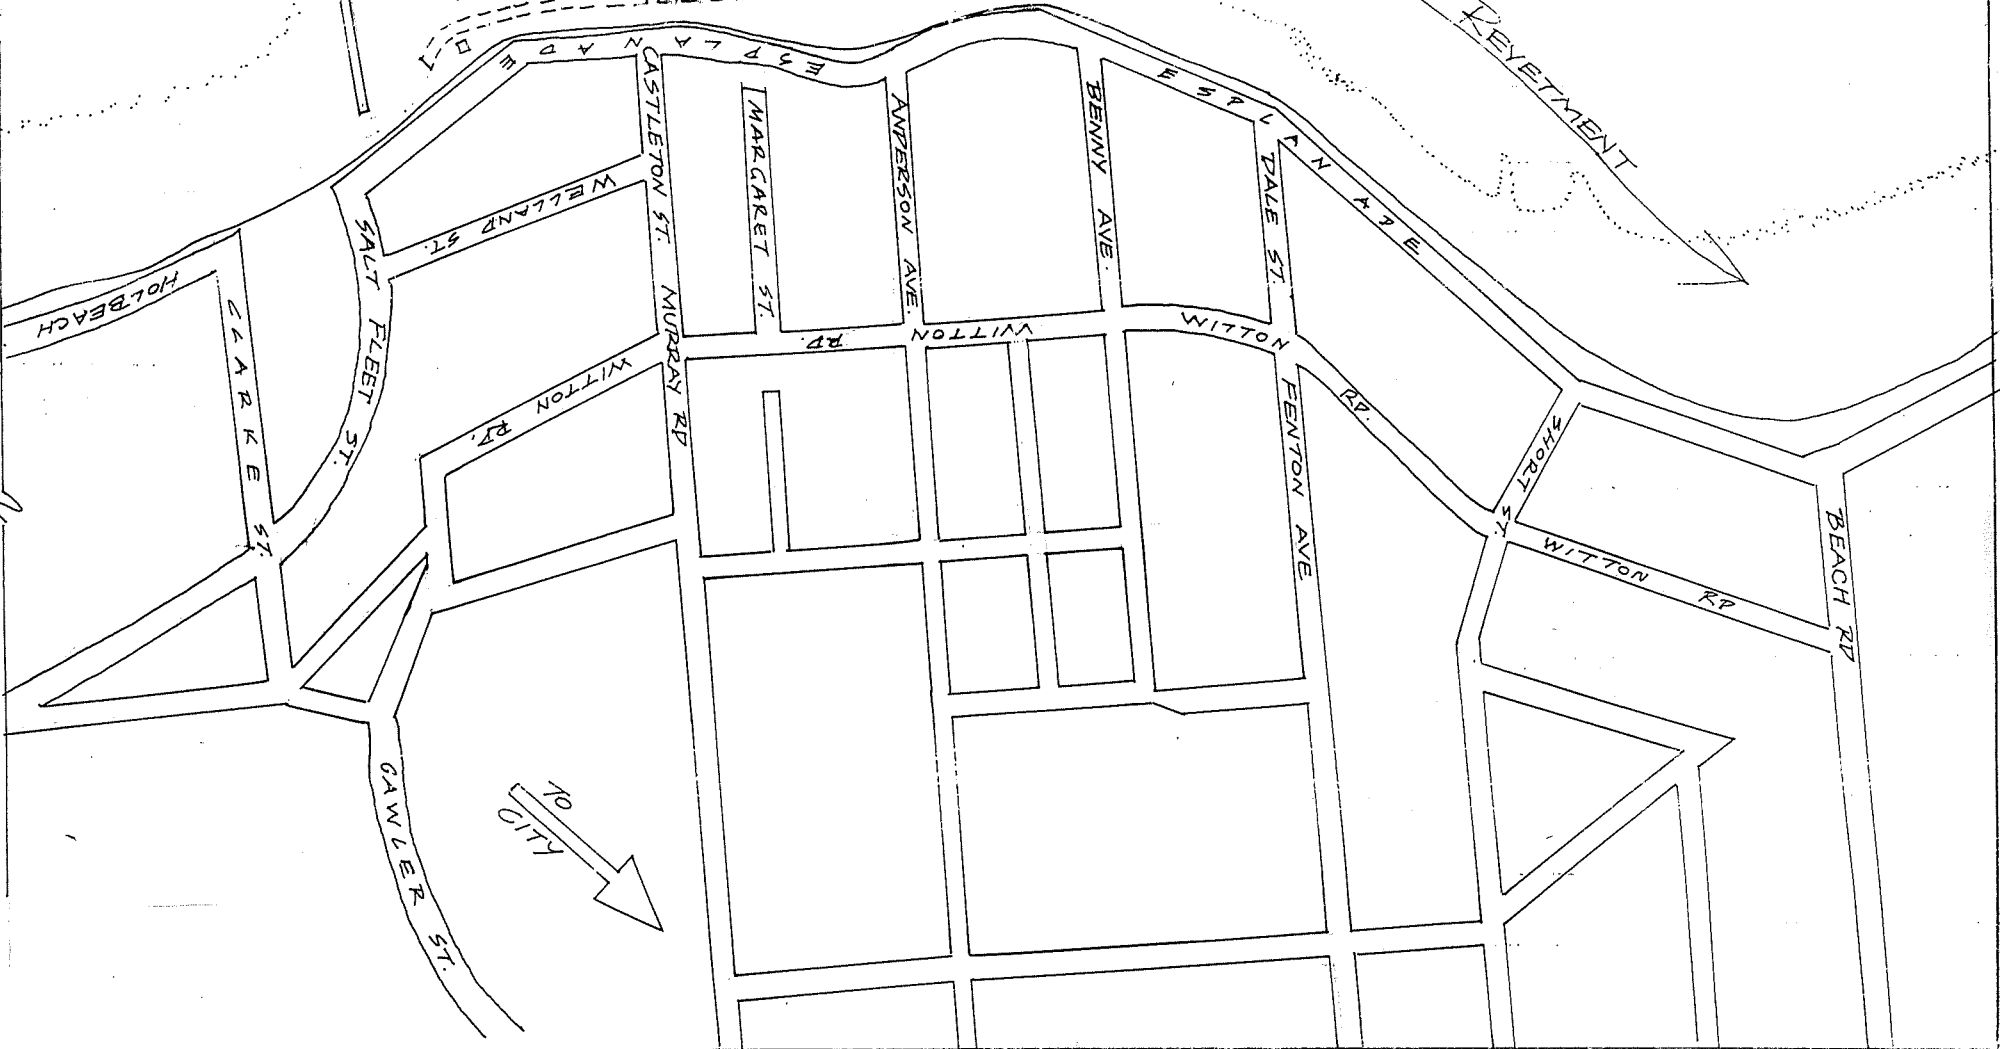 REVETMENT
ESPLANADE
ESPLANADE
CASTLETON ST.
MARGARET ST.
ANDERSON AVE.
BENNY AVE.
DALE ST.
WELLAND ST.
SALT FLEET ST.
HOLBEACH
CLARKE ST.
MURRAY RD
WITTON RD.
WITTON RD.
WITTON RD.
FENTON AVE
SHORT ST.
WITTON RD
BEACH RD
TO CITY
GAWLER ST.